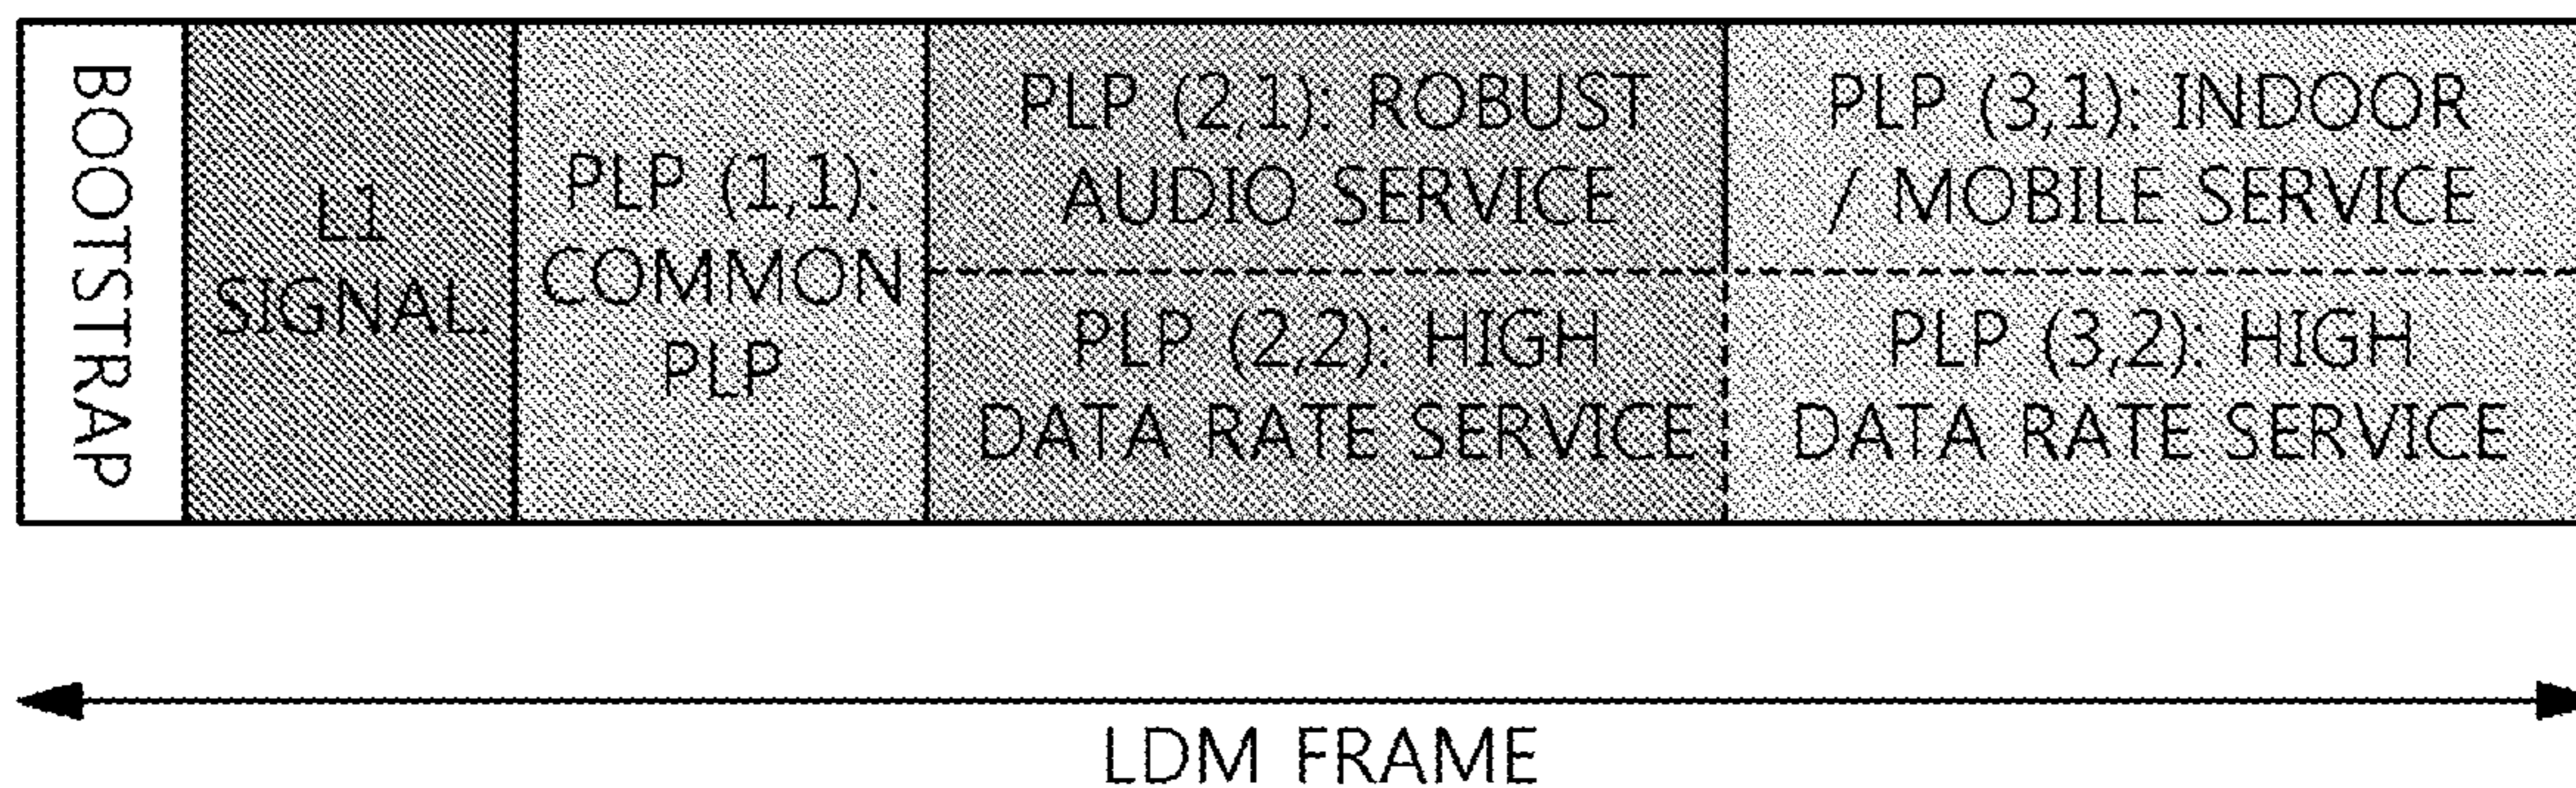 BOOTSTRAP
L1
SIGNAL
PLP (1,1):
COMMON
PLP
PLP (2,1): ROBUST
AUDIO SERVICE
PLP (2,2): HIGH
DATA RATE SERVICE
PLP (3,1): INDOOR
/ MOBILE SERVICE
PLP (3,2): HIGH
DATA RATE SERVICE
LDM FRAME